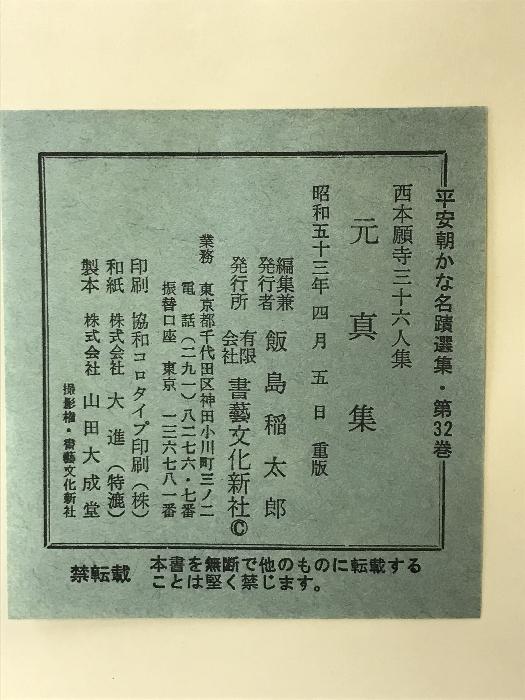 平安朝かな名蹟選集・第32巻
西本願寺三十六人集
元真集
昭和五十三年四月五日 重版
編集兼
発行者 飯島稲太郎
発行所 有限会社 書藝文化新社©
業務 東京都千代田区神田小川町三ノ二
電話(二九一)八二七六・七番
振替口座 東京 一三六七八一番
印刷 協和コロタイプ印刷(株)
和紙 株式会社 大進(特漉)
製本 株式会社 山田大成堂
撮影権・書藝文化新社
禁転載 本書を無断で他のものに転載する
ことは堅く禁じます。